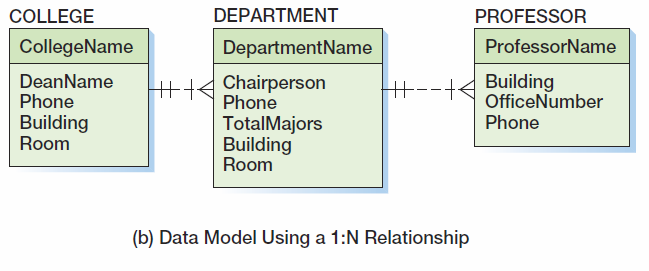 COLLEGE
CollegeName
DeanName
Phone
Building
Room
DEPARTMENT
DepartmentName
Chairperson
Phone
TotalMajors
Building
Room
PROFESSOR
ProfessorName
Building
OfficeNumber
Phone
(b) Data Model Using a 1:N Relationship